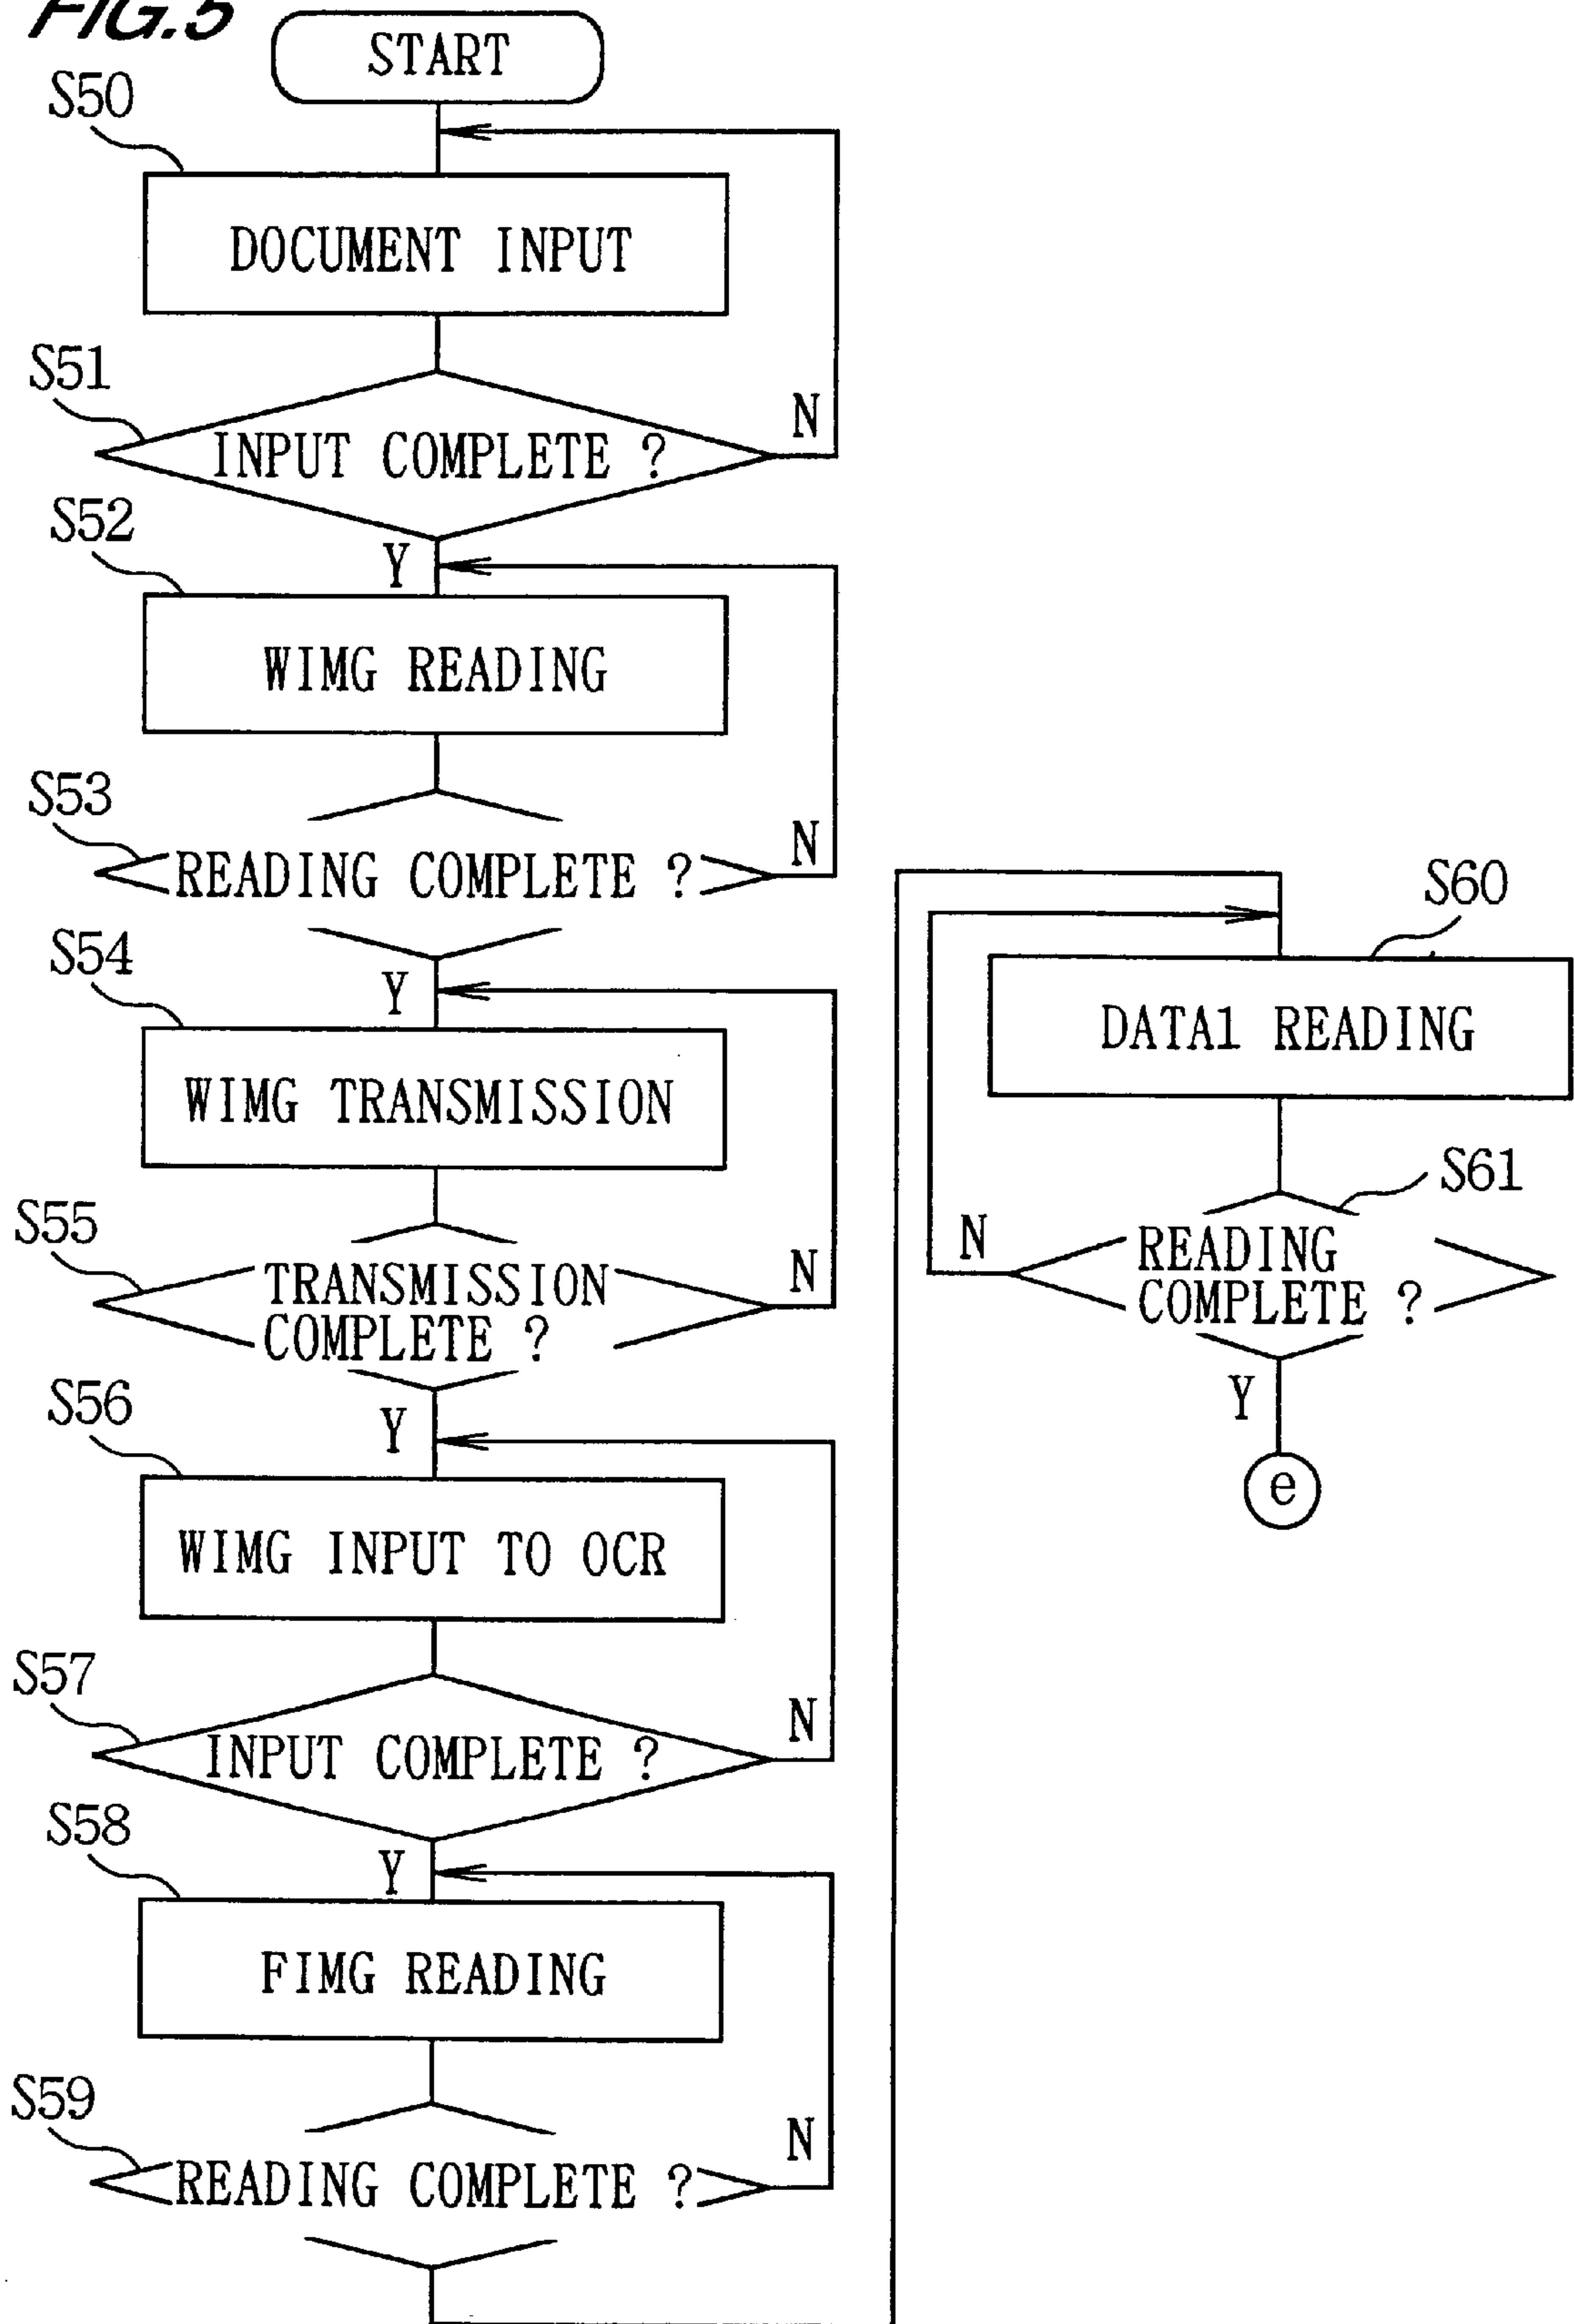 FIG.5
START
S50
DOCUMENT INPUT
S51
INPUT COMPLETE ?
N
S52
Y
WIMG READING
S53
READING COMPLETE ?
N
S54
Y
WIMG TRANSMISSION
S55
TRANSMISSION
COMPLETE ?
N
S56
Y
WIMG INPUT TO OCR
S57
INPUT COMPLETE ?
N
S58
Y
FIMG READING
S59
READING COMPLETE ?
N
S60
DATA1 READING
S61
N
READING
COMPLETE ?
Y
e